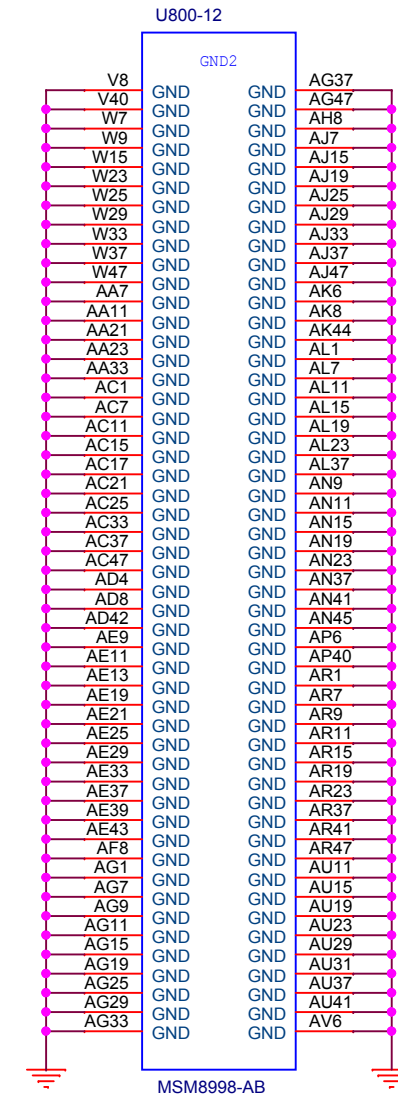 U800-12
GND2
V8 GND GND AG37
V40 GND GND AG47
W7 GND GND AH8
W9 GND GND AJ7
W15 GND GND AJ15
W23 GND GND AJ19
W25 GND GND AJ25
W29 GND GND AJ29
W33 GND GND AJ33
W37 GND GND AJ37
W47 GND GND AJ47
AA7 GND GND AK6
AA11 GND GND AK8
AA21 GND GND AK44
AA23 GND GND AL1
AA33 GND GND AL7
AC1 GND GND AL11
AC7 GND GND AL15
AC11 GND GND AL19
AC15 GND GND AL23
AC17 GND GND AL37
AC21 GND GND AN9
AC25 GND GND AN11
AC33 GND GND AN15
AC37 GND GND AN19
AC47 GND GND AN23
AD4 GND GND AN37
AD8 GND GND AN41
AD42 GND GND AN45
AE9 GND GND AP6
AE11 GND GND AP40
AE13 GND GND AR1
AE19 GND GND AR7
AE21 GND GND AR9
AE25 GND GND AR11
AE29 GND GND AR15
AE33 GND GND AR19
AE37 GND GND AR23
AE39 GND GND AR37
AE43 GND GND AR41
AF8 GND GND AR47
AG1 GND GND AU11
AG7 GND GND AU15
AG9 GND GND AU19
AG11 GND GND AU23
AG15 GND GND AU29
AG19 GND GND AU31
AG25 GND GND AU37
AG29 GND GND AU41
AG33 GND GND AV6
MSM8998-AB